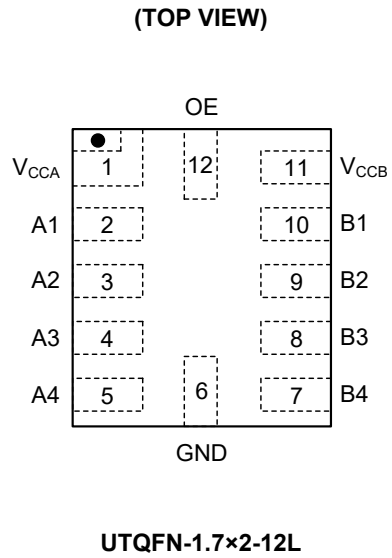 (TOP VIEW)
OE
VCCA 1 12 11 VCCB
A1 2 10 B1
A2 3 9 B2
A3 4 8 B3
A4 5 6 7 B4
GND
UTQFN-1.7×2-12L